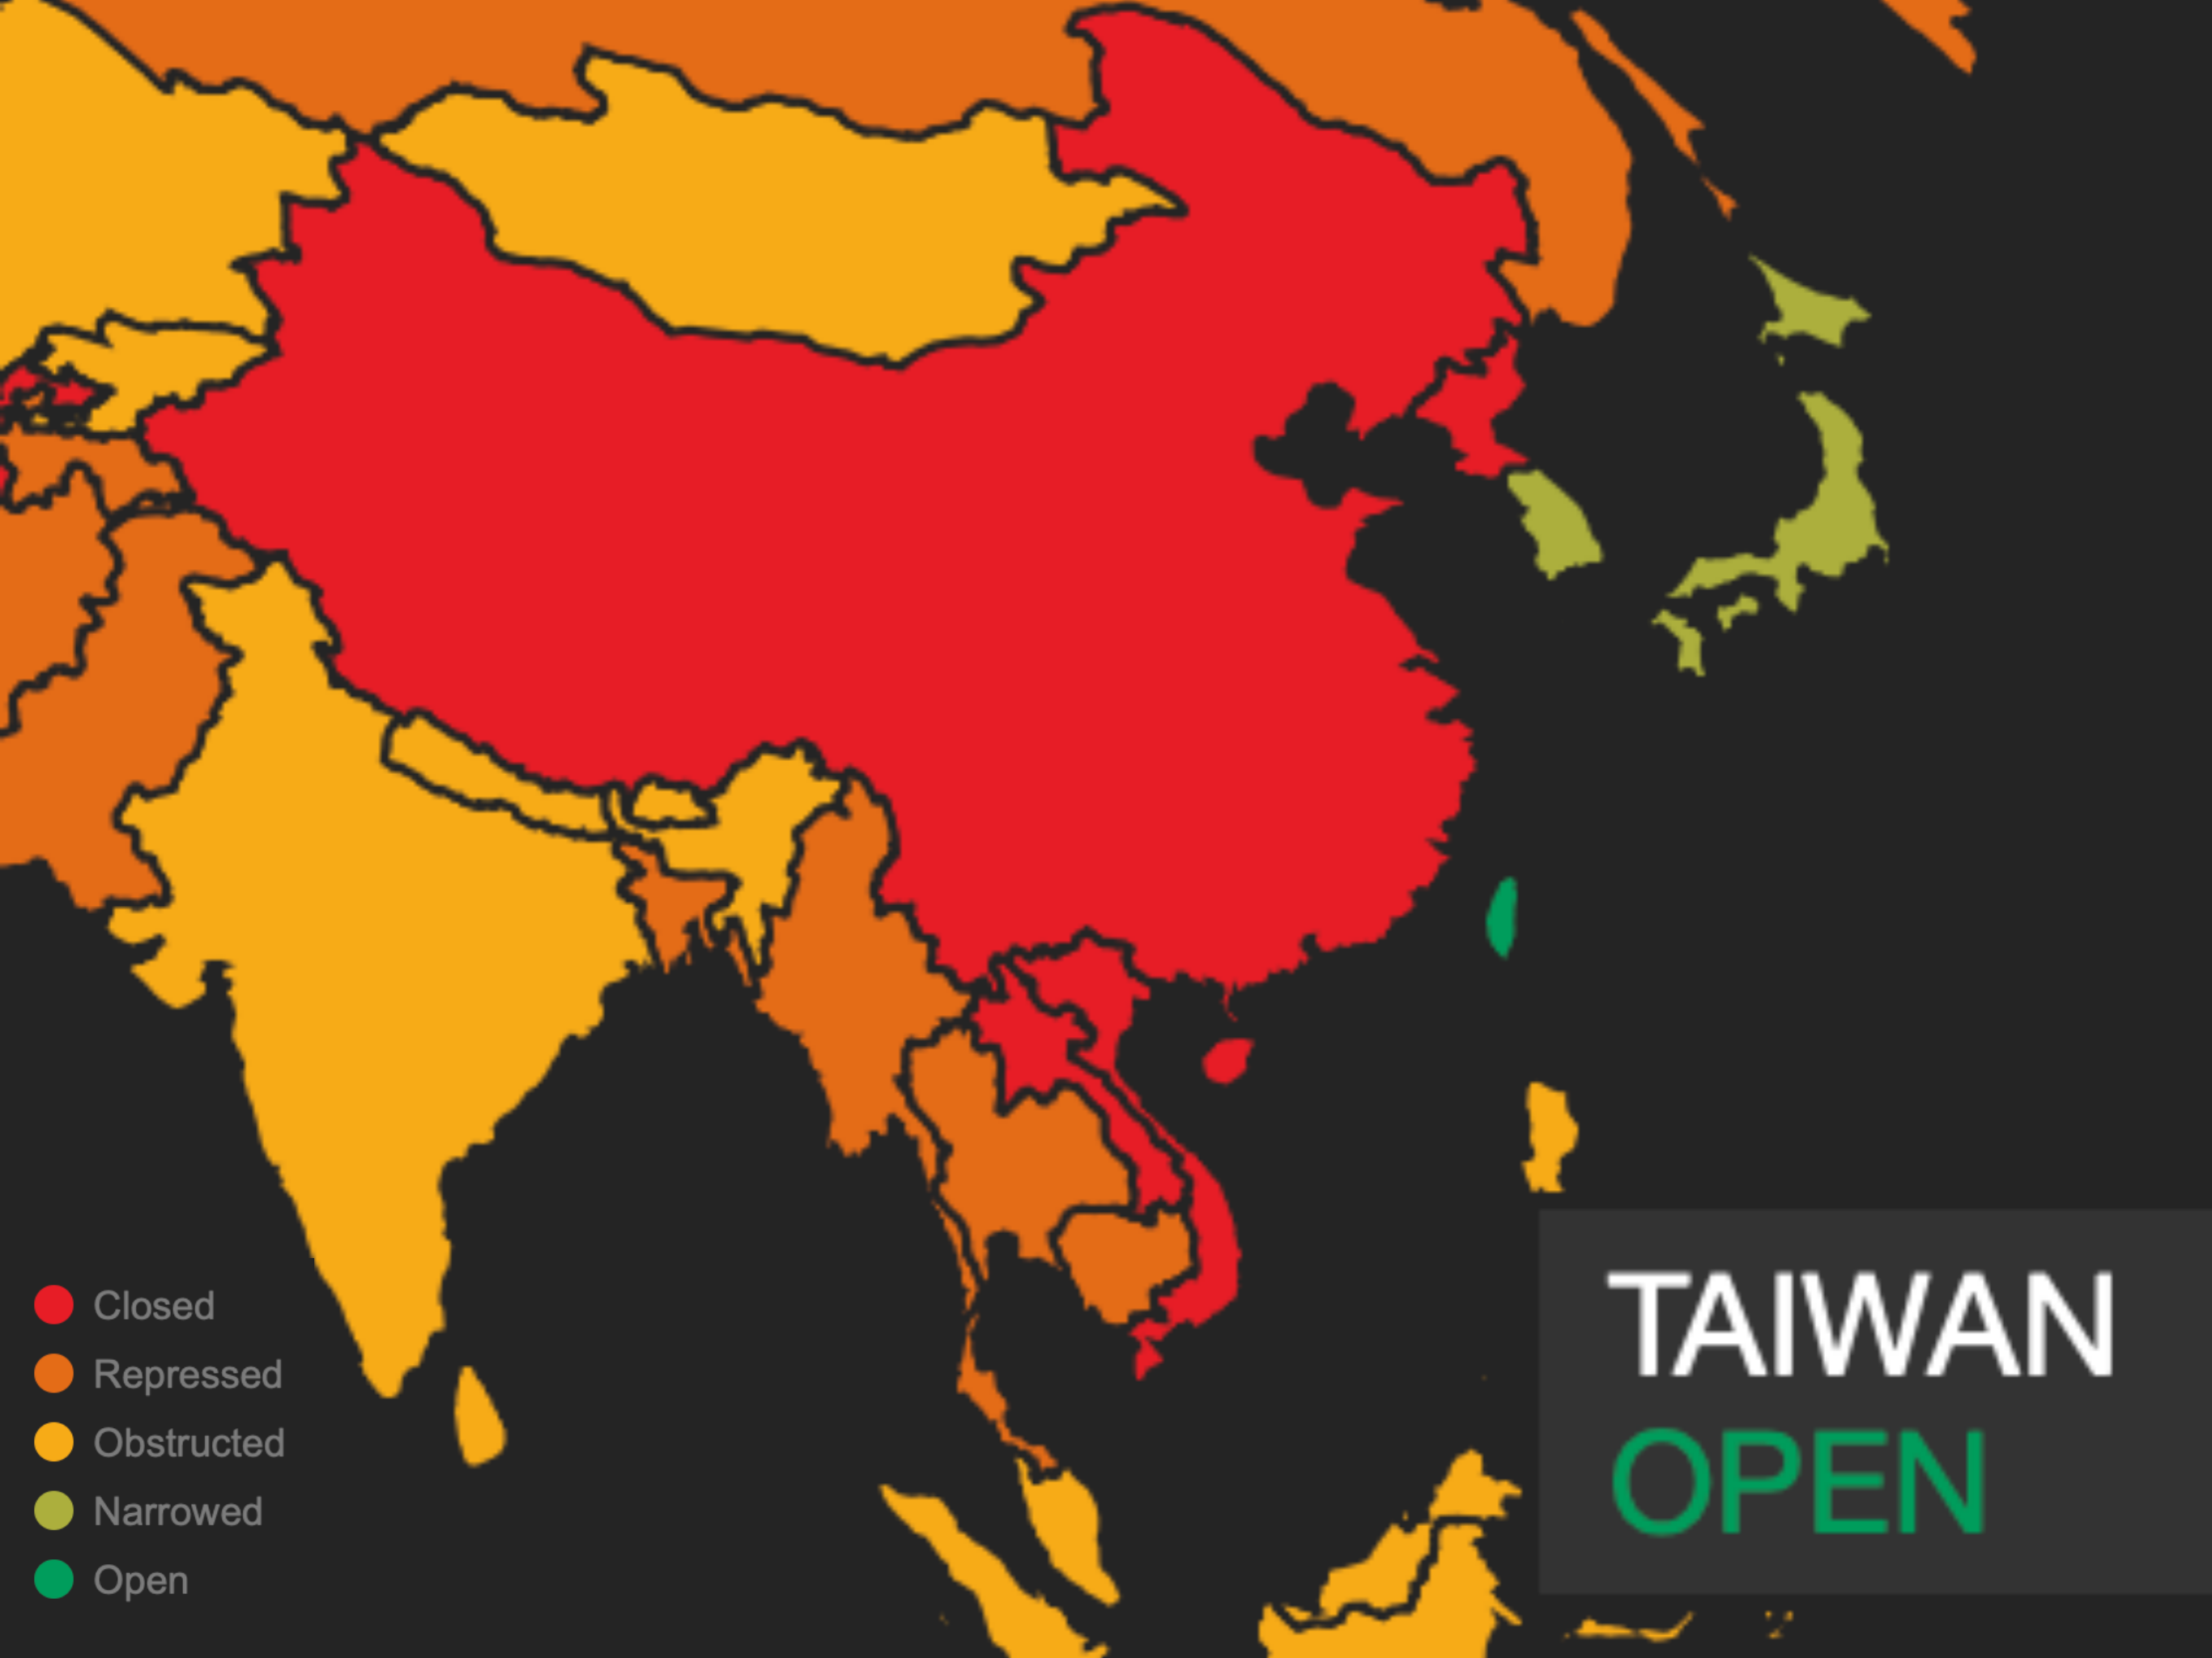 Closed
Repressed
Obstructed
Narrowed
Open
TAIWAN
OPEN